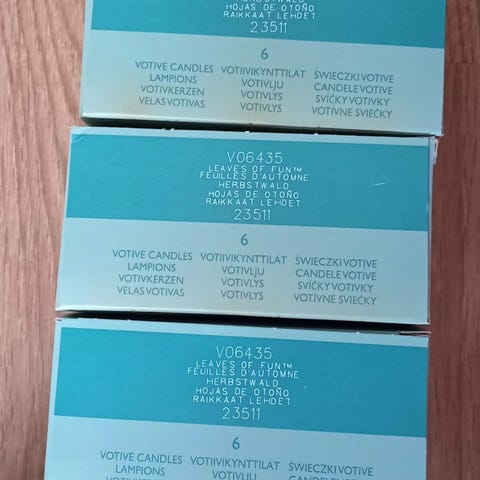 HERBSTWALD
HOJAS DE OTOÑO
RAIKKAAT LEHDET
23511
6
VOTIVE CANDLES VOTIIVIKYNTTILÄT ŚWIECZKI VOTIVE
LAMPIONS VOTIVLJU CANDELE VOTIVE
VOTIVKERZEN VOTIVLYS SVÍČKY VOTIVKY
VELAS VOTIVAS VOTIVLYS VOTÍVNE SVIEČKY
V06435
LEAVES OF FUN™
FEUILLES D'AUTOMNE
HERBSTWALD
HOJAS DE OTOÑO
RAIKKAAT LEHDET
23511
6
VOTIVE CANDLES VOTIIVIKYNTTILÄT ŚWIECZKI VOTIVE
LAMPIONS VOTIVLJU CANDELE VOTIVE
VOTIVKERZEN VOTIVLYS SVÍČKY VOTIVKY
VELAS VOTIVAS VOTIVLYS VOTÍVNE SVIEČKY
V06435
LEAVES OF FUN™
FEUILLES D'AUTOMNE
HERBSTWALD
HOJAS DE OTOÑO
RAIKKAAT LEHDET
23511
6
VOTIVE CANDLES VOTIIVIKYNTTILÄT ŚWIECZKI VOTIVE
LAMPIONS VOTIVLJU CANDELE VOTIVE